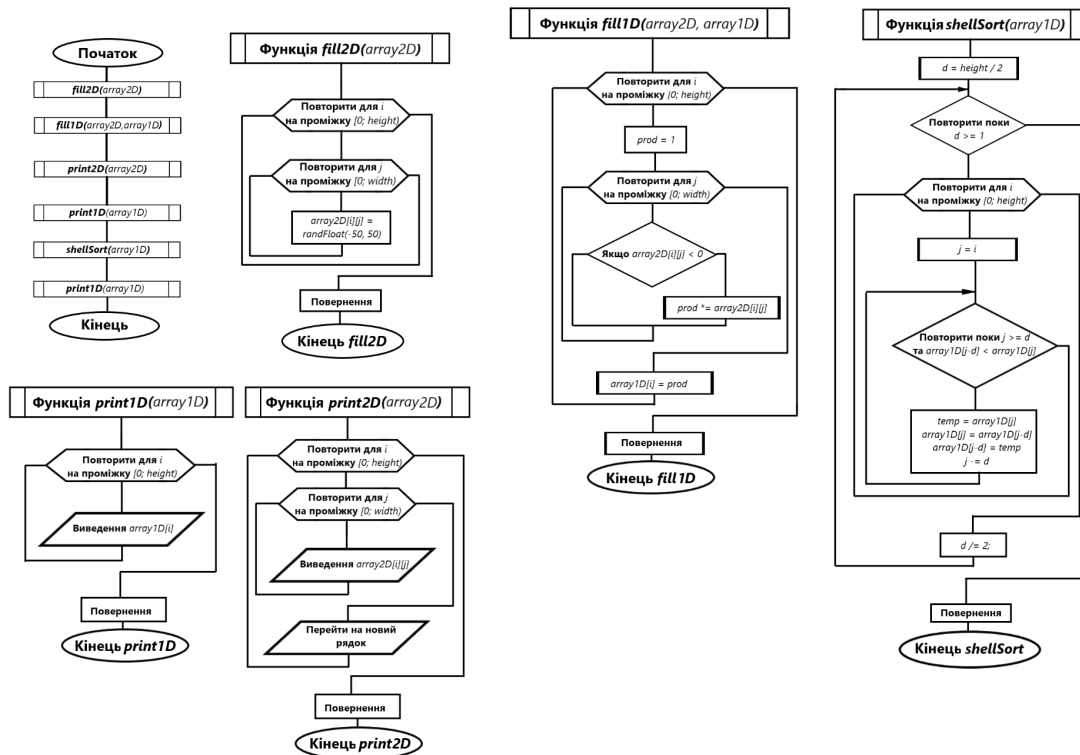 Початок
fill2D(array2D)
fill1D(array2D,array1D)
print2D(array2D)
print1D(array1D)
shellSort(array1D)
print1D(array1D)
Кінець
Функція fill2D(array2D)
Повторити для i
на проміжку [0; height)
Повторити для j
на проміжку [0; width)
array2D[i][j] =
randFloat(-50, 50)
Повернення
Кінець fill2D
Функція fill1D(array2D, array1D)
Повторити для i
на проміжку [0; height)
prod = 1
Повторити для j
на проміжку [0; width)
Якщо array2D[i][j] < 0
prod *= array2D[i][j]
array1D[i] = prod
Повернення
Кінець fill1D
Функція shellSort(array1D)
d = height / 2
Повторити поки
d >= 1
Повторити для i
на проміжку [0; height)
j = i
Повторити поки j >= d
та array1D[j-d] < array1D[j]
temp = array1D[j]
array1D[j] = array1D[j-d]
array1D[j-d] = temp
j -= d
d /= 2;
Повернення
Кінець shellSort
Функція print1D(array1D)
Повторити для i
на проміжку [0; height)
Виведення array1D[i]
Повернення
Кінець print1D
Функція print2D(array2D)
Повторити для i
на проміжку [0; height)
Повторити для j
на проміжку [0; width)
Виведення array2D[i][j]
Перейти на новий
рядок
Повернення
Кінець print2D